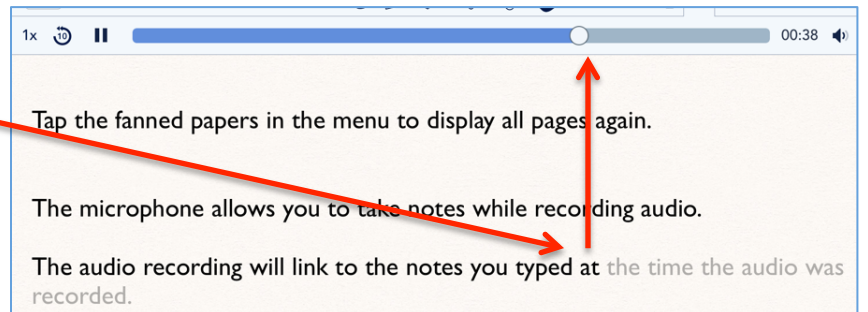 1x 10 00:38
Tap the fanned papers in the menu to display all pages again.
The microphone allows you to take notes while recording audio.
The audio recording will link to the notes you typed at the time the audio was
recorded.